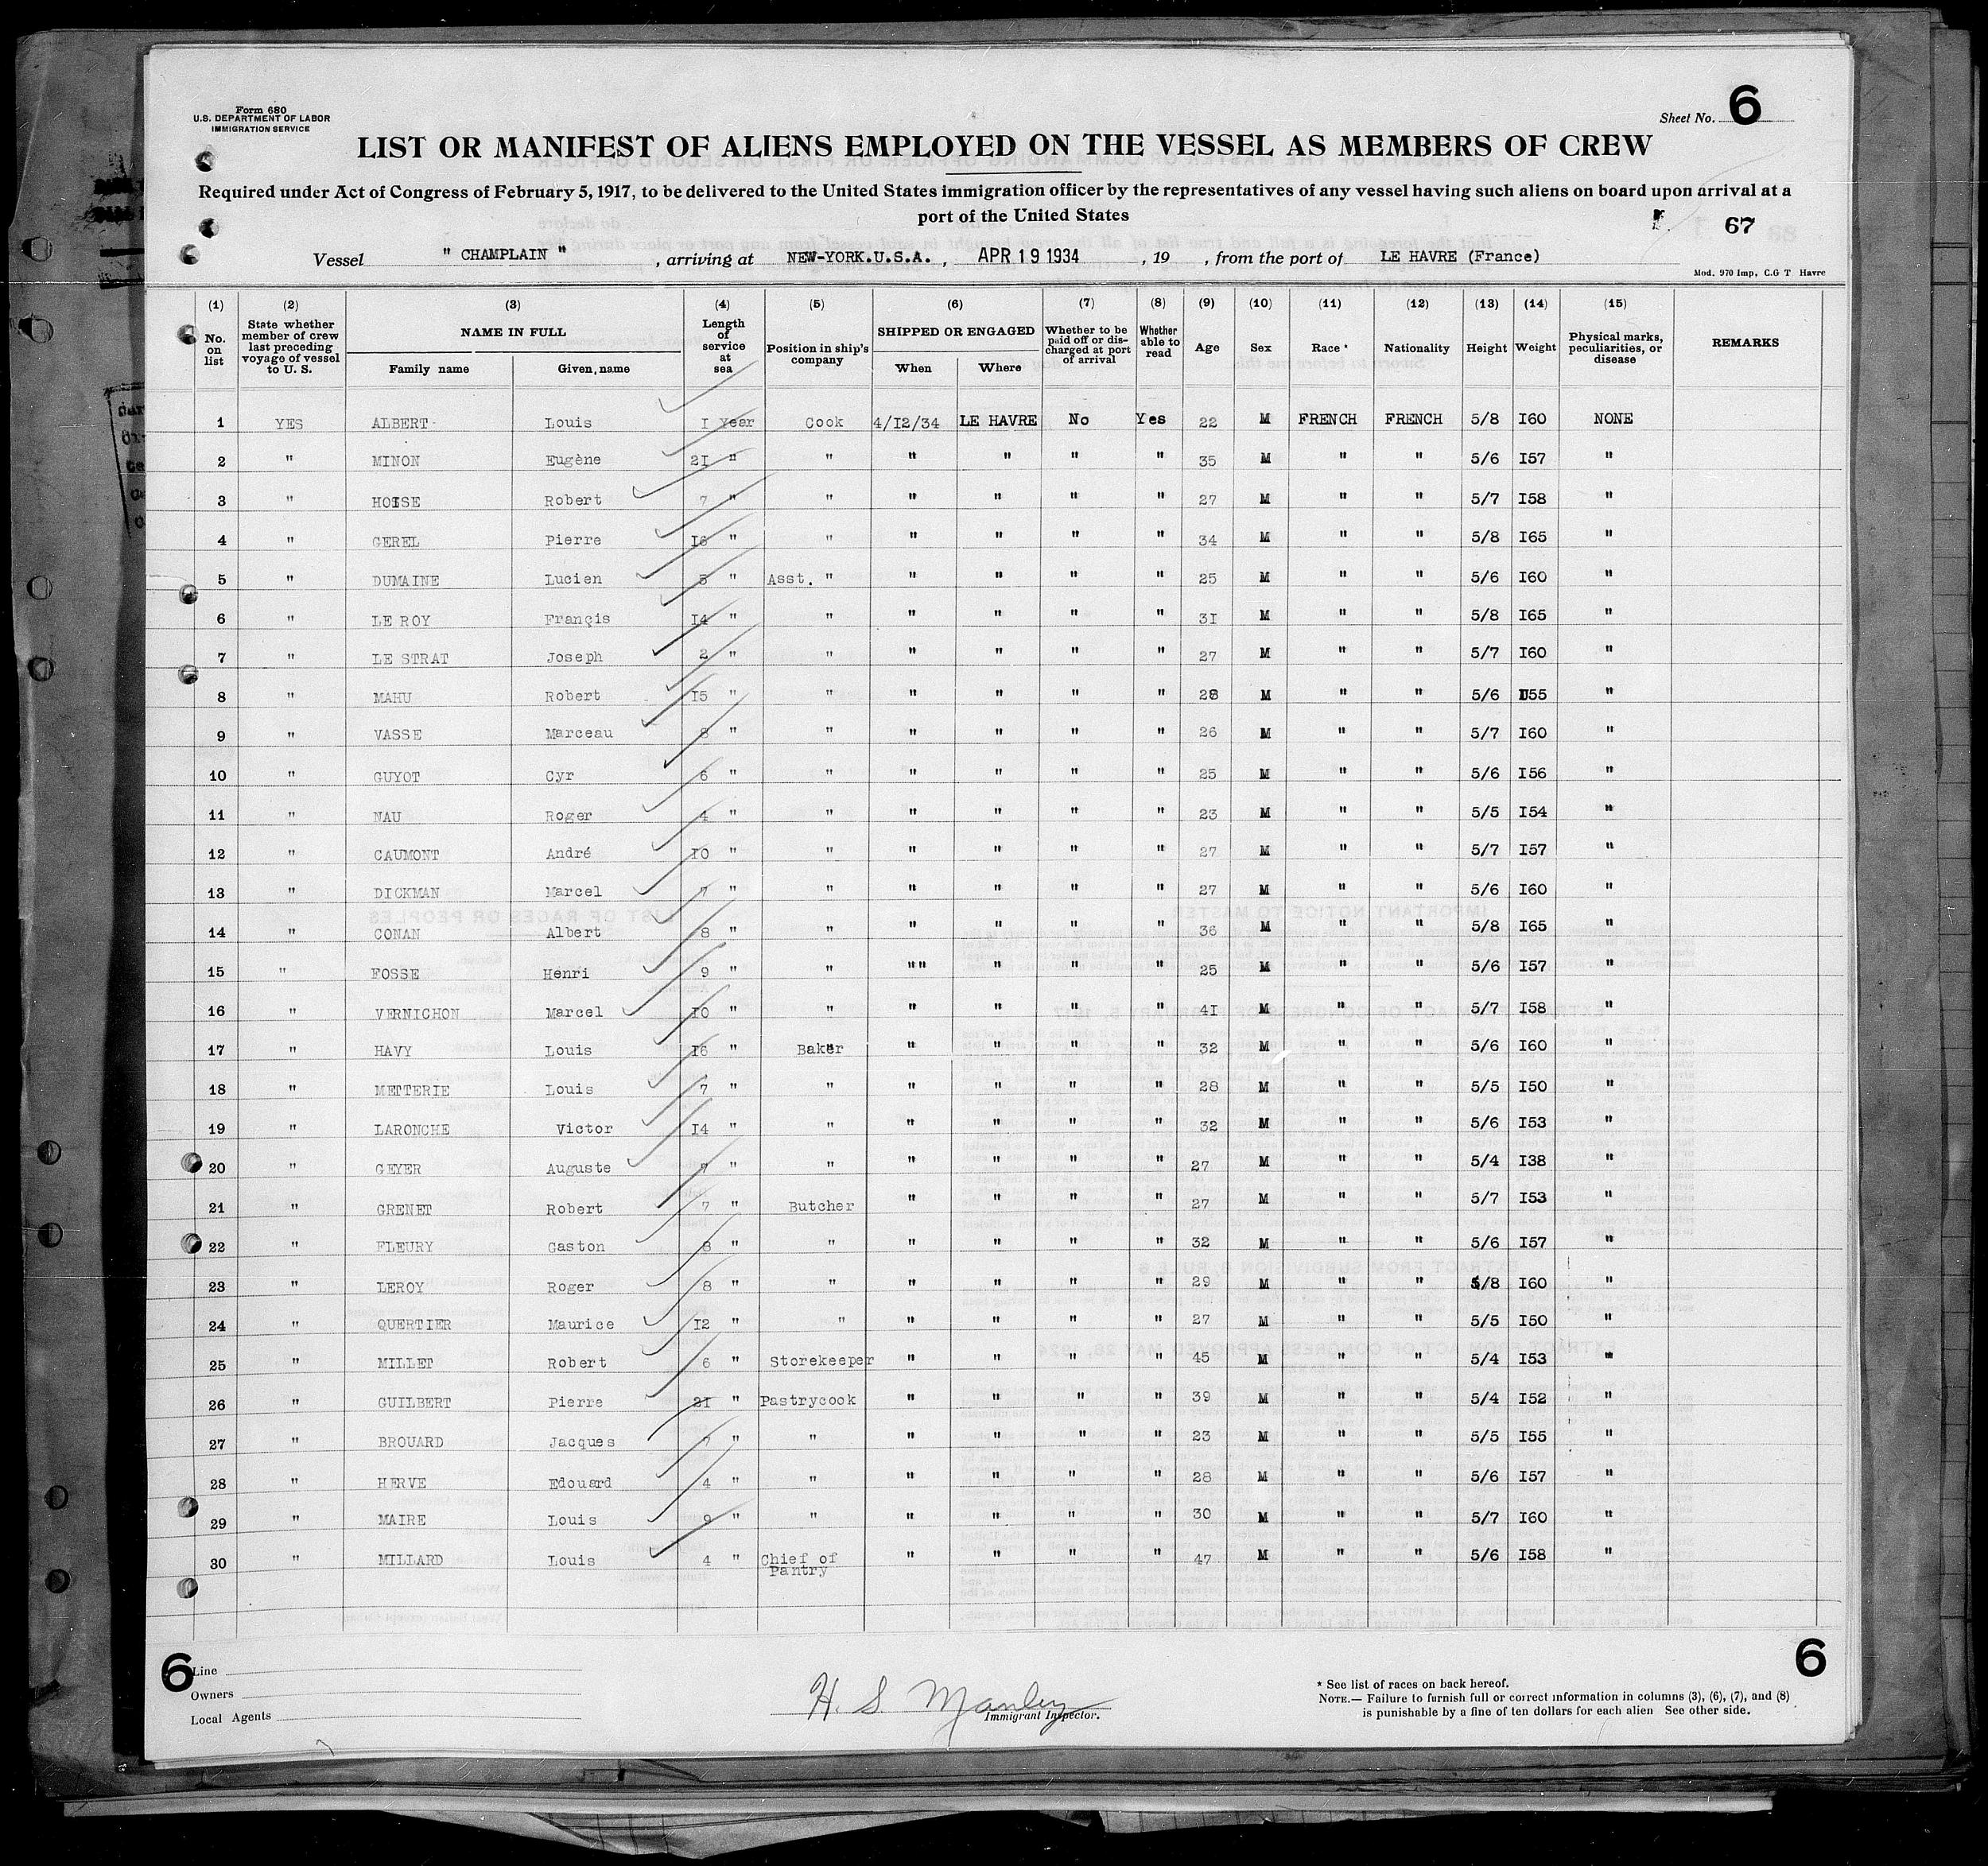 Form 680
U.S. DEPARTMENT OF LABOR
IMMIGRATION SERVICE
Sheet No. 6
LIST OR MANIFEST OF ALIENS EMPLOYED ON THE VESSEL AS MEMBERS OF CREW
Required under Act of Congress of February 5, 1917, to be delivered to the United States immigration officer by the representatives of any vessel having such aliens on board upon arrival at a
port of the United States
67
Vessel " CHAMPLAIN ", arriving at NEW-YORK.U.S.A. , APR 19 1934 , 19 , from the port of LE HAVRE (France)
Mod. 970 Imp, C.G T Havre
(1) No. on list (2) State whether member of crew last preceding voyage of vessel to U. S. (3) NAME IN FULL Family name Given name (4) Length of service at sea (5) Position in ship's company (6) SHIPPED OR ENGAGED When Where (7) Whether to be paid off or discharged at port of arrival (8) Whether able to read (9) Age (10) Sex (11) Race * (12) Nationality (13) Height (14) Weight (15) Physical marks, peculiarities, or disease REMARKS
1 YES ALBERT Louis I Year Cook 4/I2/34 LE HAVRE No Yes 22 M FRENCH FRENCH 5/8 I60 NONE
2 " MINON Eugène 2I " " " " " " 35 M " " 5/6 I57 "
3 " HOISE Robert 7 " " " " " " 27 M " " 5/7 I58 "
4 " GEREL Pierre I6 " " " " " " 34 M " " 5/8 I65 "
5 " DUMAINE Lucien 5 " Asst. " " " " " 25 M " " 5/6 I60 "
6 " LE ROY Françis I4 " " " " " " 3I M " " 5/8 I65 "
7 " LE STRAT Joseph 2 " " " " " " 27 M " " 5/7 I60 "
8 " MAHU Robert I5 " " " " " " 28 M " " 5/6 I55 "
9 " VASSE Marceau 8 " " " " " " 26 M " " 5/7 I60 "
10 " GUYOT Cyr 6 " " " " " " 25 M " " 5/6 I56 "
11 " NAU Roger 4 " " " " " " 23 M " " 5/5 I54 "
12 " CAUMONT André I0 " " " " " " 27 M " " 5/7 I57 "
13 " DICKMAN Marcel 7 " " " " " " 27 M " " 5/6 I60 "
14 " CONAN Albert 8 " " " " " " 36 M " " 5/8 I65 "
15 " FOSSE Henri 9 " " "" " " " 25 M " " 5/6 I57 "
16 " VERNICHON Marcel I0 " " " " " " 4I M " " 5/7 I58 "
17 " HAVY Louis I6 " Baker " " " " 32 M " " 5/6 I60 "
18 " METTERIE Louis 7 " " " " " " 28 M " " 5/5 I50 "
19 " LARONCHE Victor I4 " " " " " " 32 M " " 5/6 I53 "
20 " GEYER Auguste 7 " " " " " " 27 M " " 5/4 I38 "
21 " GRENET Robert 7 " Butcher " " " " 27 M " " 5/7 I53 "
22 " FLEURY Gaston 8 " " " " " " 32 M " " 5/6 I57 "
23 " LEROY Roger 8 " " " " " " 29 M " " 5/8 I60 "
24 " QUERTIER Maurice I2 " " " " " " 27 M " " 5/5 I50 "
25 " MILLET Robert 6 " Storekeeper " " " " 45 M " " 5/4 I53 "
26 " GUILBERT Pierre 2I " Pastrycook " " " " 39 M " " 5/4 I52 "
27 " BROUARD Jacques 7 " " " " " " 23 M " " 5/5 I55 "
28 " HERVE Edouard 4 " " " " " " 28 M " " 5/6 I57 "
29 " MAIRE Louis 9 " " " " " " 30 M " " 5/7 I60 "
30 " MILLARD Louis 4 " Chief of Pantry " " " " 47 M " " 5/6 I58 "
6 6
Line
Owners
Local Agents
H. S. Manley
Immigrant Inspector.
* See list of races on back hereof.
NOTE.— Failure to furnish full or correct information in columns (3), (6), (7), and (8)
is punishable by a fine of ten dollars for each alien See other side.